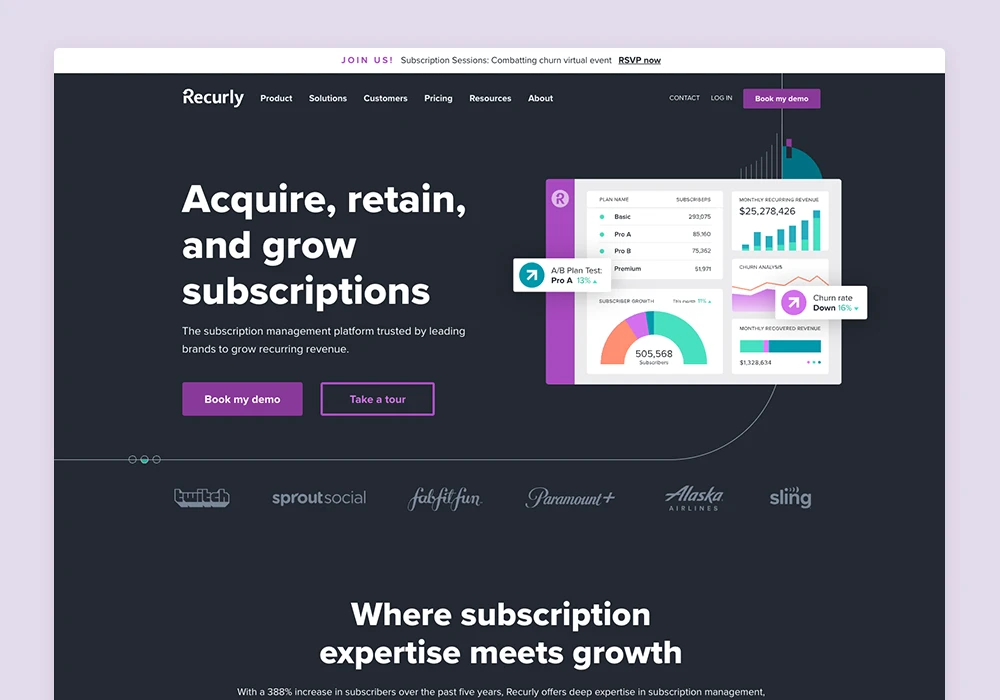 JOIN US! Subscription Sessions: Combatting churn virtual event RSVP now
Recurly Product Solutions Customers Pricing Resources About CONTACT LOG IN Book my demo
Acquire, retain,
and grow
subscriptions
The subscription management platform trusted by leading
brands to grow recurring revenue.
Book my demo Take a tour
PLAN NAME SUBSCRIBERS
Basic 293,075
Pro A 85,160
Pro B 75,362
Premium 51,971
A/B Plan Test:
Pro A 13%
SUBSCRIBER GROWTH This month 11%
505,568
Subscribers
MONTHLY RECURRING REVENUE
$25,278,426
CHURN ANALYSIS
Churn rate
Down 16%
MONTHLY RECOVERED REVENUE
$1,328,634
twitch sproutsocial fabfitfun Paramount+ Alaska AIRLINES sling
Where subscription
expertise meets growth
With a 388% increase in subscribers over the past five years, Recurly offers deep expertise in subscription management,